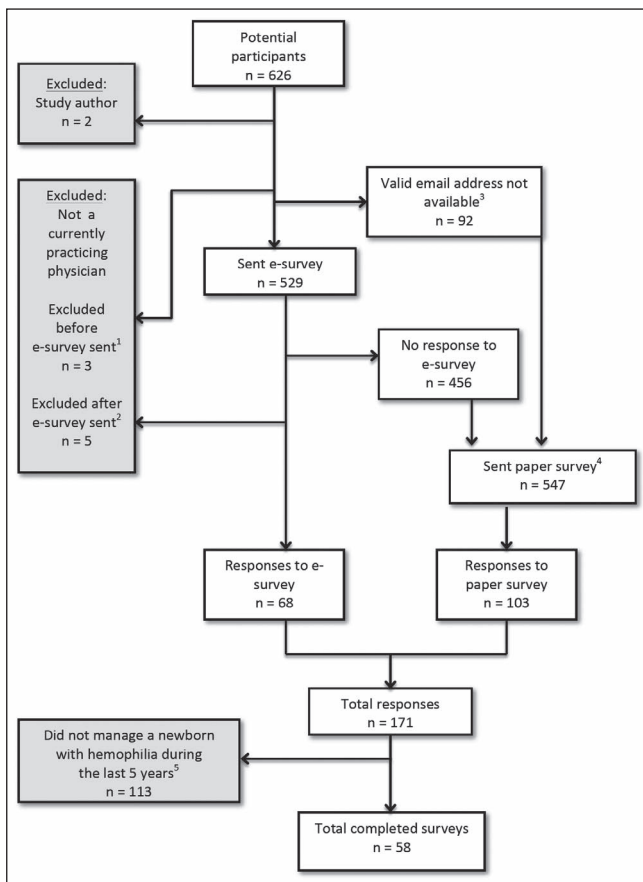 Potential
participants
n = 626
Excluded:
Study author
n = 2
Excluded:
Not a
currently
practicing
physician
Excluded
before
e-survey sent¹
n = 3
Excluded after
e-survey sent²
n = 5
Valid email address not
available³
n = 92
Sent e-survey
n = 529
No response to
e-survey
n = 456
Sent paper survey⁴
n = 547
Responses to e-
survey
n = 68
Responses to
paper survey
n = 103
Total responses
n = 171
Did not manage a newborn
with hemophilia during
the last 5 years⁵
n = 113
Total completed surveys
n = 58